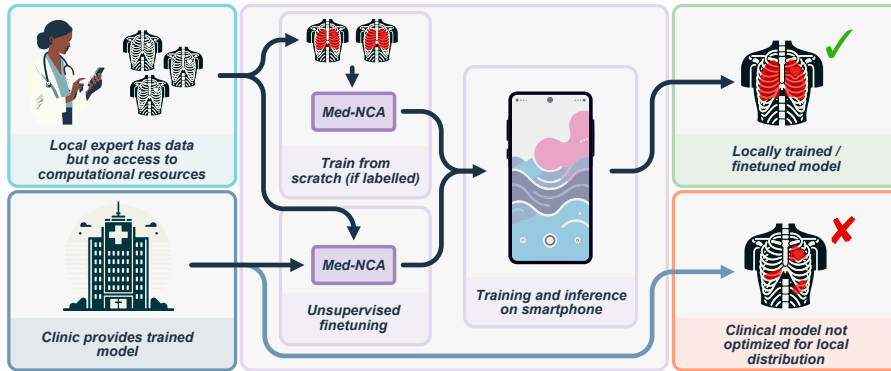 Local expert has data
but no access to
computational resources
Clinic provides trained
model
Med-NCA
Train from
scratch (if labelled)
Med-NCA
Unsupervised
finetuning
Training and inference
on smartphone
Locally trained /
finetuned model
Clinical model not
optimized for local
distribution